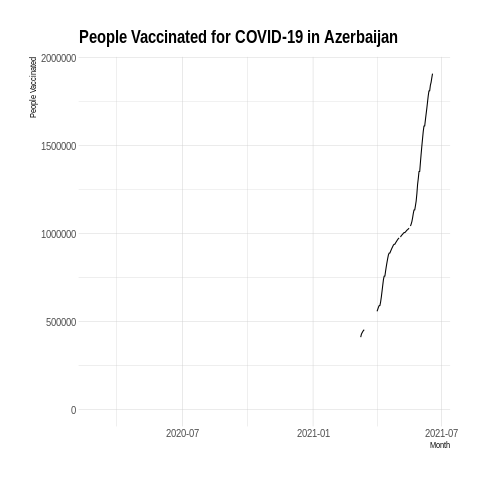 People Vaccinated for COVID-19 in Azerbaijan
People Vaccinated
2000000
1500000
1000000
500000
0
2020-07
2021-01
2021-07
Month